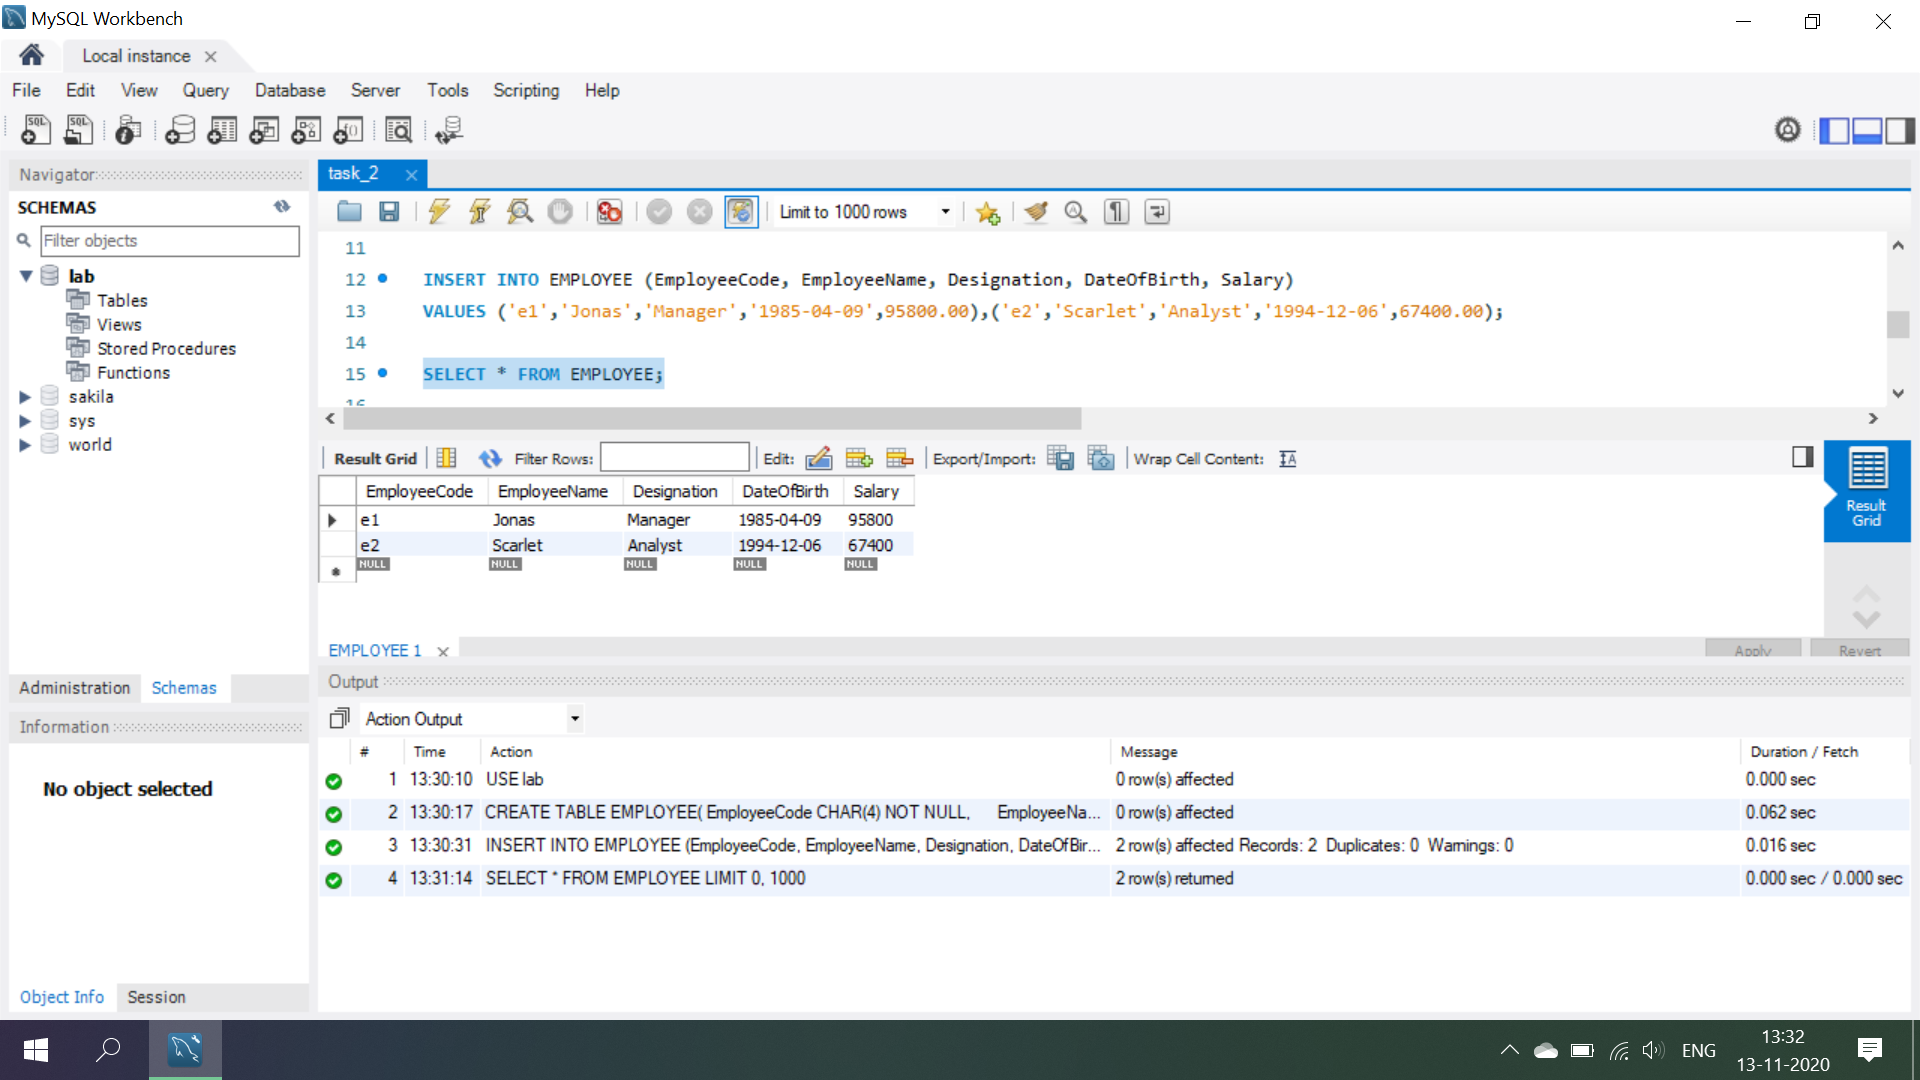 MySQL Workbench
Local instance
File Edit View Query Database Server Tools Scripting Help
Navigator
SCHEMAS
Filter objects
lab
Tables
Views
Stored Procedures
Functions
sakila
sys
world
Administration Schemas
Information
No object selected
Object Info Session
task_2
Limit to 1000 rows
11
12 INSERT INTO EMPLOYEE (EmployeeCode, EmployeeName, Designation, DateOfBirth, Salary)
13 VALUES ('e1','Jonas','Manager','1985-04-09',95800.00),('e2','Scarlet','Analyst','1994-12-06',67400.00);
14
15 SELECT * FROM EMPLOYEE;
16
Result Grid Filter Rows: Edit: Export/Import: Wrap Cell Content:
EmployeeCode EmployeeName Designation DateOfBirth Salary
e1 Jonas Manager 1985-04-09 95800
e2 Scarlet Analyst 1994-12-06 67400
NULL NULL NULL NULL NULL
Result
Grid
EMPLOYEE 1
Apply Revert
Output
Action Output
# Time Action Message Duration / Fetch
1 13:30:10 USE lab 0 row(s) affected 0.000 sec
2 13:30:17 CREATE TABLE EMPLOYEE( EmployeeCode CHAR(4) NOT NULL, EmployeeNa... 0 row(s) affected 0.062 sec
3 13:30:31 INSERT INTO EMPLOYEE (EmployeeCode, EmployeeName, Designation, DateOfBir... 2 row(s) affected Records: 2 Duplicates: 0 Warnings: 0 0.016 sec
4 13:31:14 SELECT * FROM EMPLOYEE LIMIT 0, 1000 2 row(s) returned 0.000 sec / 0.000 sec
ENG
13:32
13-11-2020